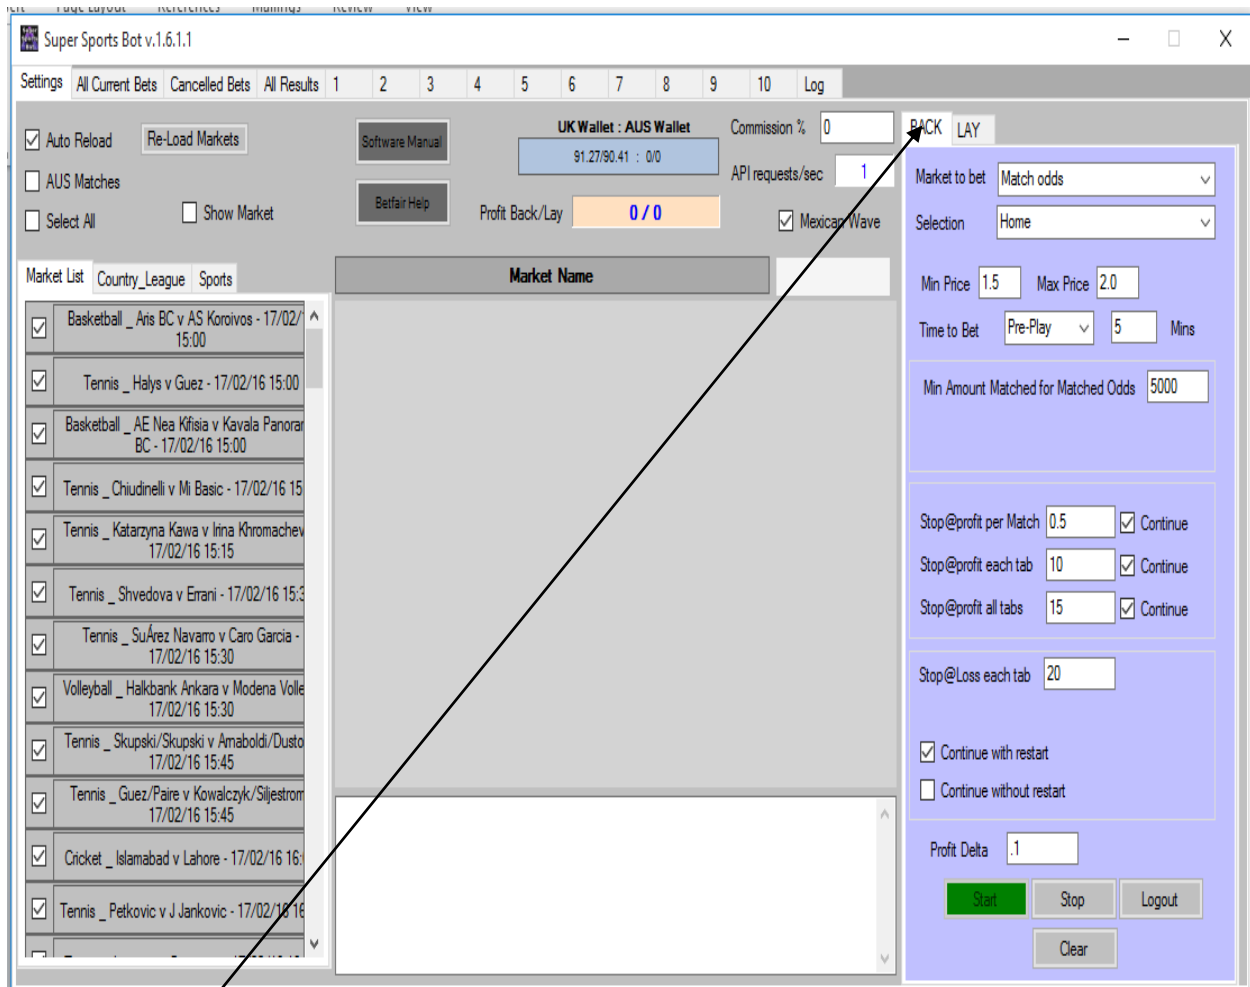 Page Layout References Mailings Review View
Super Sports Bot v.1.6.1.1
Settings All Current Bets Cancelled Bets All Results 1 2 3 4 5 6 7 8 9 10 Log
Auto Reload Re-Load Markets
AUS Matches
Select All Show Market
Software Manual
Betfair Help
UK Wallet : AUS Wallet
91.27/90.41 : 0/0
Profit Back/Lay 0 / 0
Commission % 0
API requests/sec 1
Mexican Wave
Market List Country_League Sports
Basketball _ Aris BC v AS Koroivos - 17/02/
15:00
Tennis _ Halys v Guez - 17/02/16 15:00
Basketball _ AE Nea Kifisia v Kavala Panorar
BC - 17/02/16 15:00
Tennis _ Chiudinelli v Mi Basic - 17/02/16 15
Tennis _ Katarzyna Kawa v Irina Khromachev
17/02/16 15:15
Tennis _ Shvedova v Errani - 17/02/16 15:3
Tennis _ SuÁrez Navarro v Caro Garcia -
17/02/16 15:30
Volleyball _ Halkbank Ankara v Modena Volle
17/02/16 15:30
Tennis _ Skupski/Skupski v Arnaboldi/Dusto
17/02/16 15:45
Tennis _ Guez/Paire v Kowalczyk/Siljestrom
17/02/16 15:45
Cricket _ Islamabad v Lahore - 17/02/16 16:
Tennis _ Petkovic v J Jankovic - 17/02/16 16
Market Name
BACK LAY
Market to bet Match odds
Selection Home
Min Price 1.5 Max Price 2.0
Time to Bet Pre-Play 5 Mins
Min Amount Matched for Matched Odds 5000
Stop@profit per Match 0.5 Continue
Stop@profit each tab 10 Continue
Stop@profit all tabs 15 Continue
Stop@Loss each tab 20
Continue with restart
Continue without restart
Profit Delta .1
Start Stop Logout
Clear